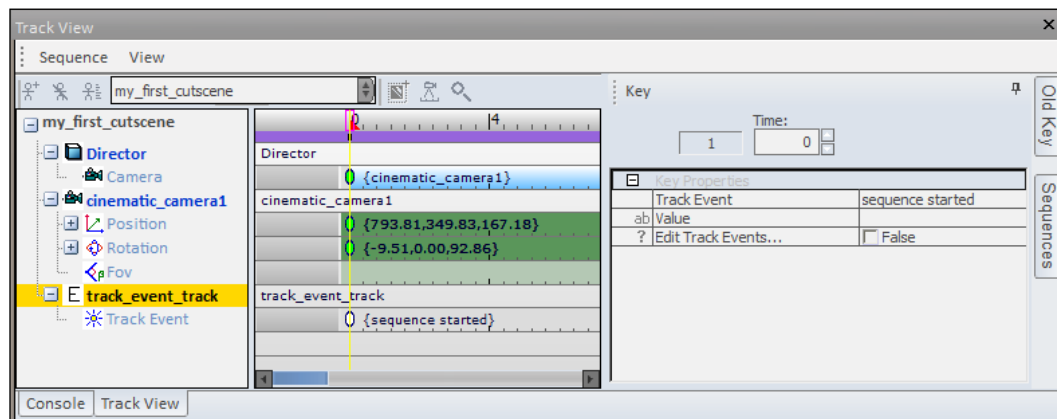 Track View
Sequence View
my_first_cutscene
my_first_cutscene
Director
Camera
cinematic_camera1
Position
Rotation
Fov
track_event_track
Track Event
0 4
Director
{cinematic_camera1}
cinematic_camera1
{793.81,349.83,167.18}
{-9.51,0.00,92.86}
track_event_track
{sequence started}
Key
Time:
1 0
Key Properties
Track Event sequence started
ab Value
? Edit Track Events... False
Old Key
Sequences
Console Track View